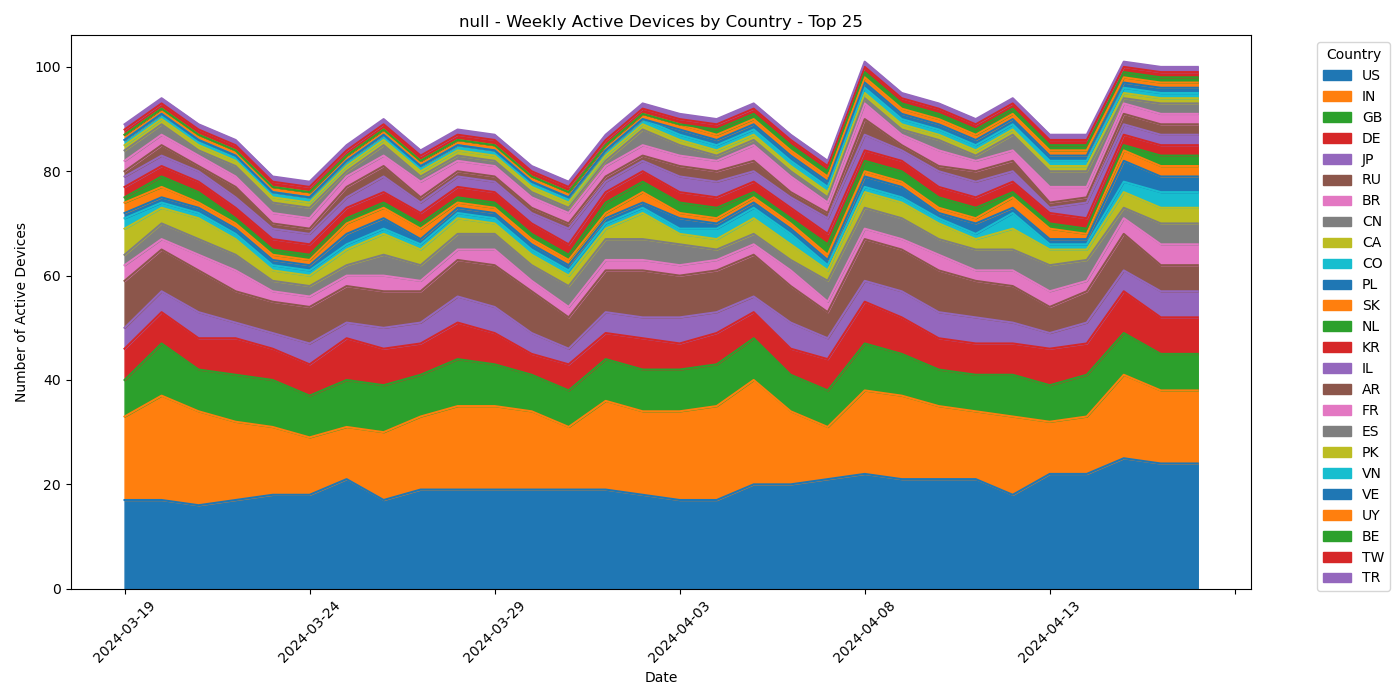 null - Weekly Active Devices by Country - Top 25
Number of Active Devices
100
80
60
40
20
0
2024-03-19
2024-03-24
2024-03-29
2024-04-03
2024-04-08
2024-04-13
Date
Country
US
IN
GB
DE
JP
RU
BR
CN
CA
CO
PL
SK
NL
KR
IL
AR
FR
ES
PK
VN
VE
UY
BE
TW
TR